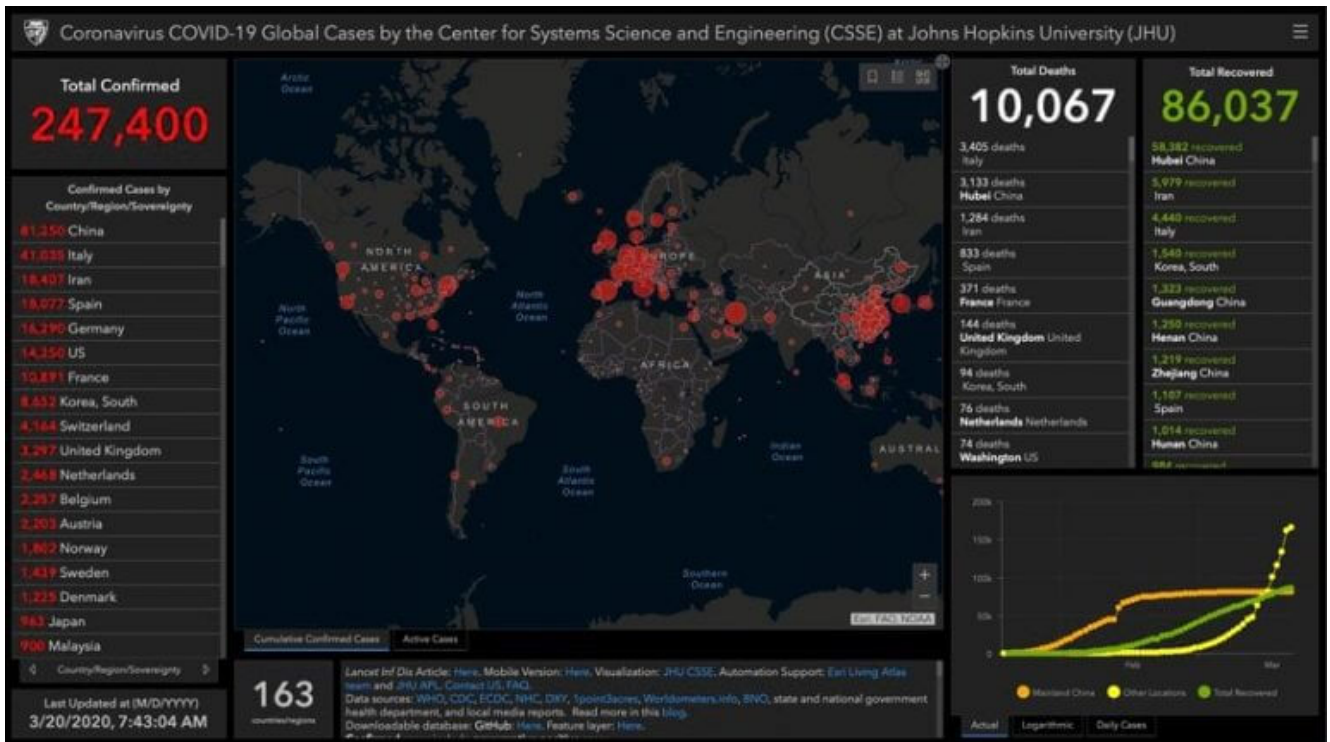 Coronavirus COVID-19 Global Cases by the Center for Systems Science and Engineering (CSSE) at Johns Hopkins University (JHU)
Total Confirmed
247,400
Confirmed Cases by
Country/Region/Sovereignty
81,250 China
41,035 Italy
18,407 Iran
18,077 Spain
16,290 Germany
14,250 US
10,891 France
8,652 Korea, South
4,164 Switzerland
3,297 United Kingdom
2,468 Netherlands
2,257 Belgium
2,203 Austria
1,802 Norway
1,439 Sweden
1,225 Denmark
963 Japan
900 Malaysia
Country/Region/Sovereignty
Last Updated at (M/D/YYYY)
3/20/2020, 7:43:04 AM
Arctic
Ocean
Arctic
NORTH
AMERICA
EUROPE
ASIA
North
Pacific
Ocean
North
Atlantic
Ocean
AFRICA
SOUTH
AMERICA
Indian
Ocean
AUSTRAL
South
Pacific
Ocean
South
Atlantic
Ocean
Southern
Ocean
+
−
Esri, FAO, NOAA
Cumulative Confirmed Cases
Active Cases
163
countries/regions
Lancet Inf Dis Article: Here. Mobile Version: Here. Visualization: JHU CSSE. Automation Support: Esri Living Atlas
team and JHU APL. Contact US. FAQ.
Data sources: WHO, CDC, ECDC, NHC, DXY, 1point3acres, Worldometers.info, BNO, state and national government
health department, and local media reports. Read more in this blog.
Downloadable database: GitHub: Here. Feature layer: Here.
Total Deaths
10,067
3,405 deaths
Italy
3,133 deaths
Hubei China
1,284 deaths
Iran
833 deaths
Spain
371 deaths
France France
144 deaths
United Kingdom United
Kingdom
94 deaths
Korea, South
76 deaths
Netherlands Netherlands
74 deaths
Washington US
Total Recovered
86,037
58,382 recovered
Hubei China
5,979 recovered
Iran
4,440 recovered
Italy
1,540 recovered
Korea, South
1,323 recovered
Guangdong China
1,250 recovered
Henan China
1,219 recovered
Zhejiang China
1,107 recovered
Spain
1,014 recovered
Hunan China
200k
150k
100k
50k
0
Feb
Mar
Mainland China
Other Locations
Total Recovered
Actual
Logarithmic
Daily Cases